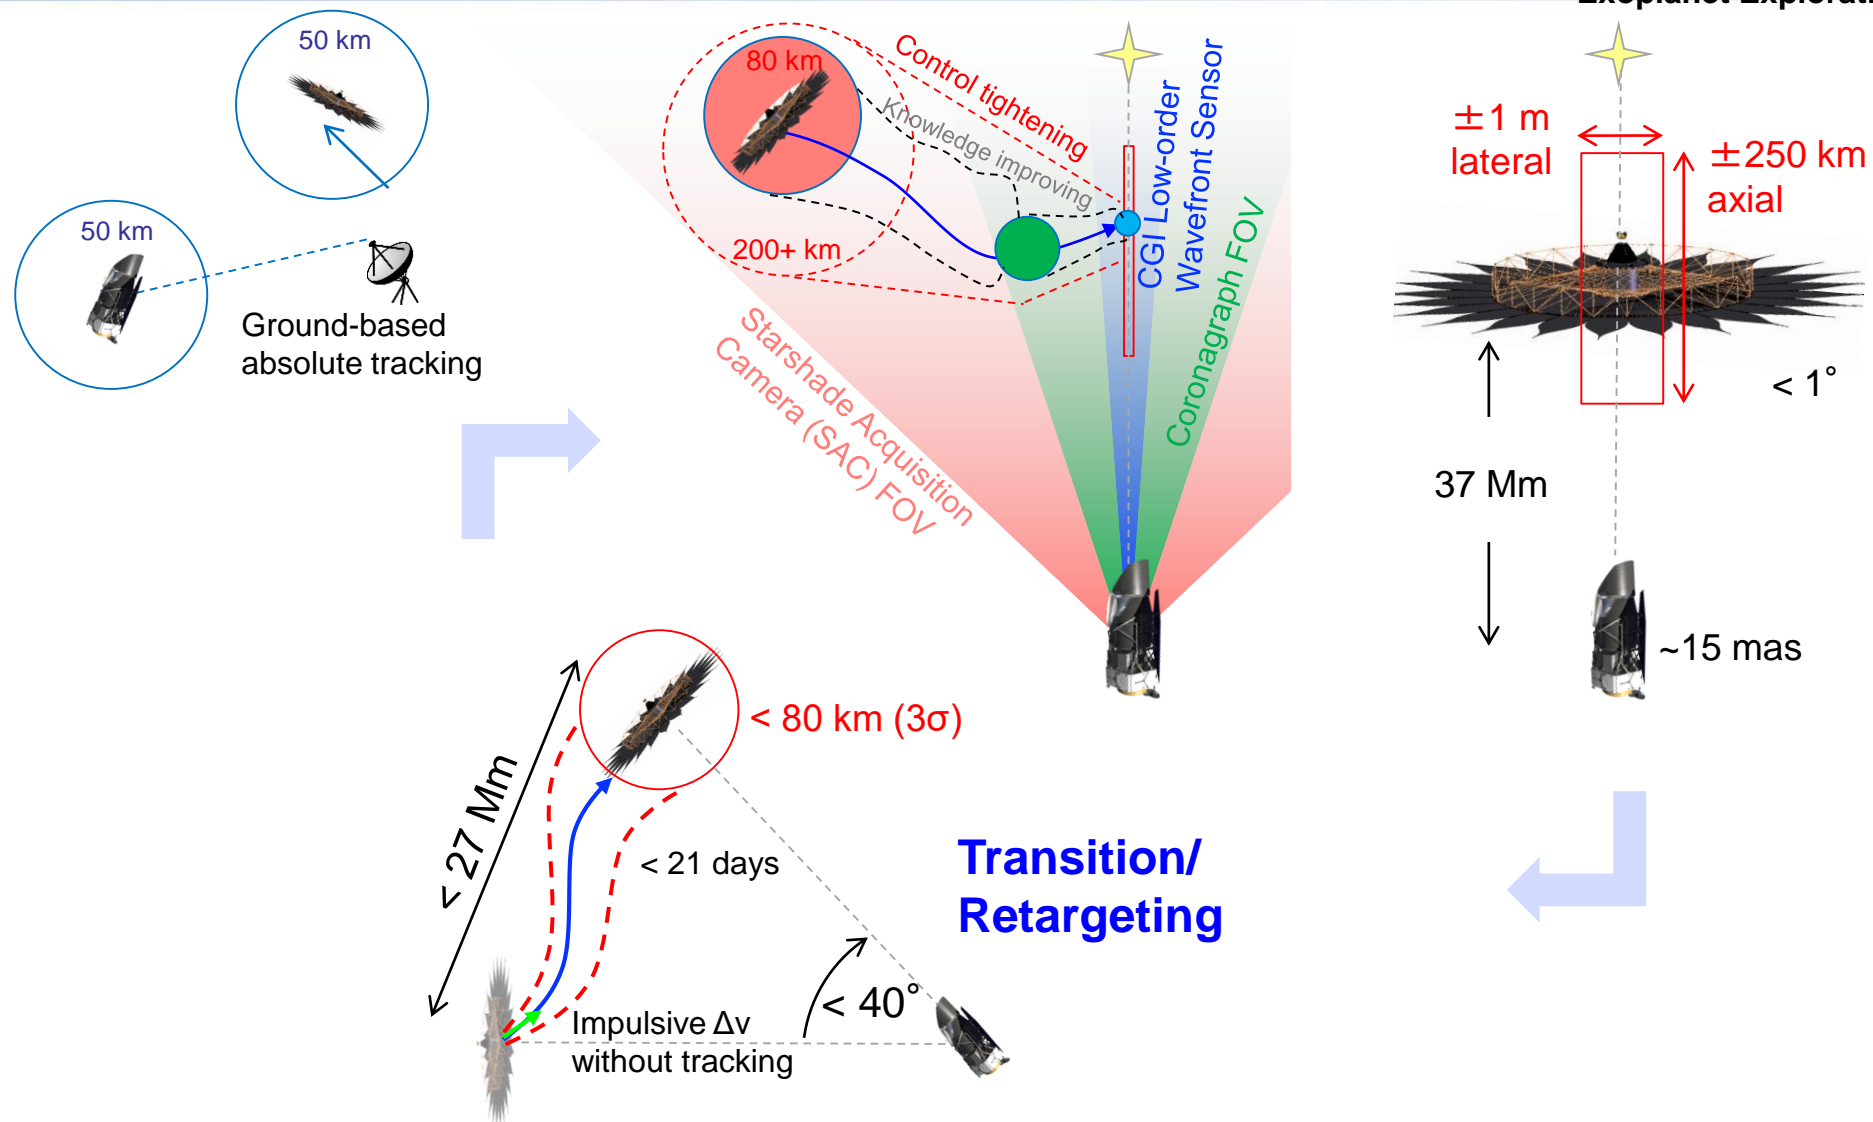 50 km
50 km
Ground-based
absolute tracking
80 km
200+ km
Control tightening
Knowledge improving
CGI Low-order
Wavefront Sensor
Coronagraph FOV
Starshade Acquisition
Camera (SAC) FOV
±1 m
lateral
±250 km
axial
< 1°
37 Mm
~15 mas
< 80 km (3σ)
< 27 Mm
< 21 days
Transition/
Retargeting
< 40°
Impulsive Δv
without tracking